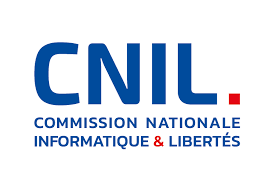 CNIL.
COMMISSION NATIONALE
INFORMATIQUE & LIBERTÉS